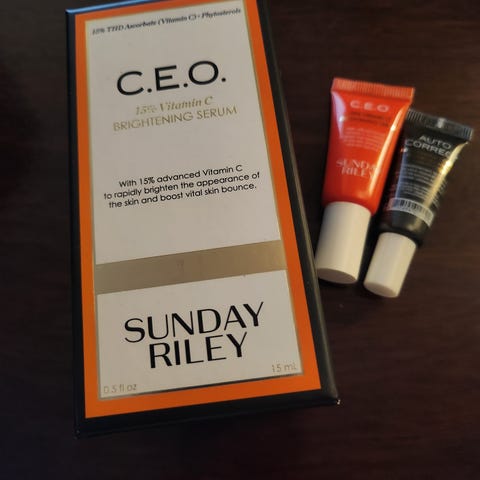 15% THD Ascorbate (Vitamin C) + Phytosterols
C.E.O.
15% Vitamin C
BRIGHTENING SERUM
With 15% advanced Vitamin C
to rapidly brighten the appearance of
the skin and boost vital skin bounce.
SUNDAY
RILEY
0.5 fl oz
15 mL
C.E.O.
SUNDAY
RILEY
AUTO
CORREC